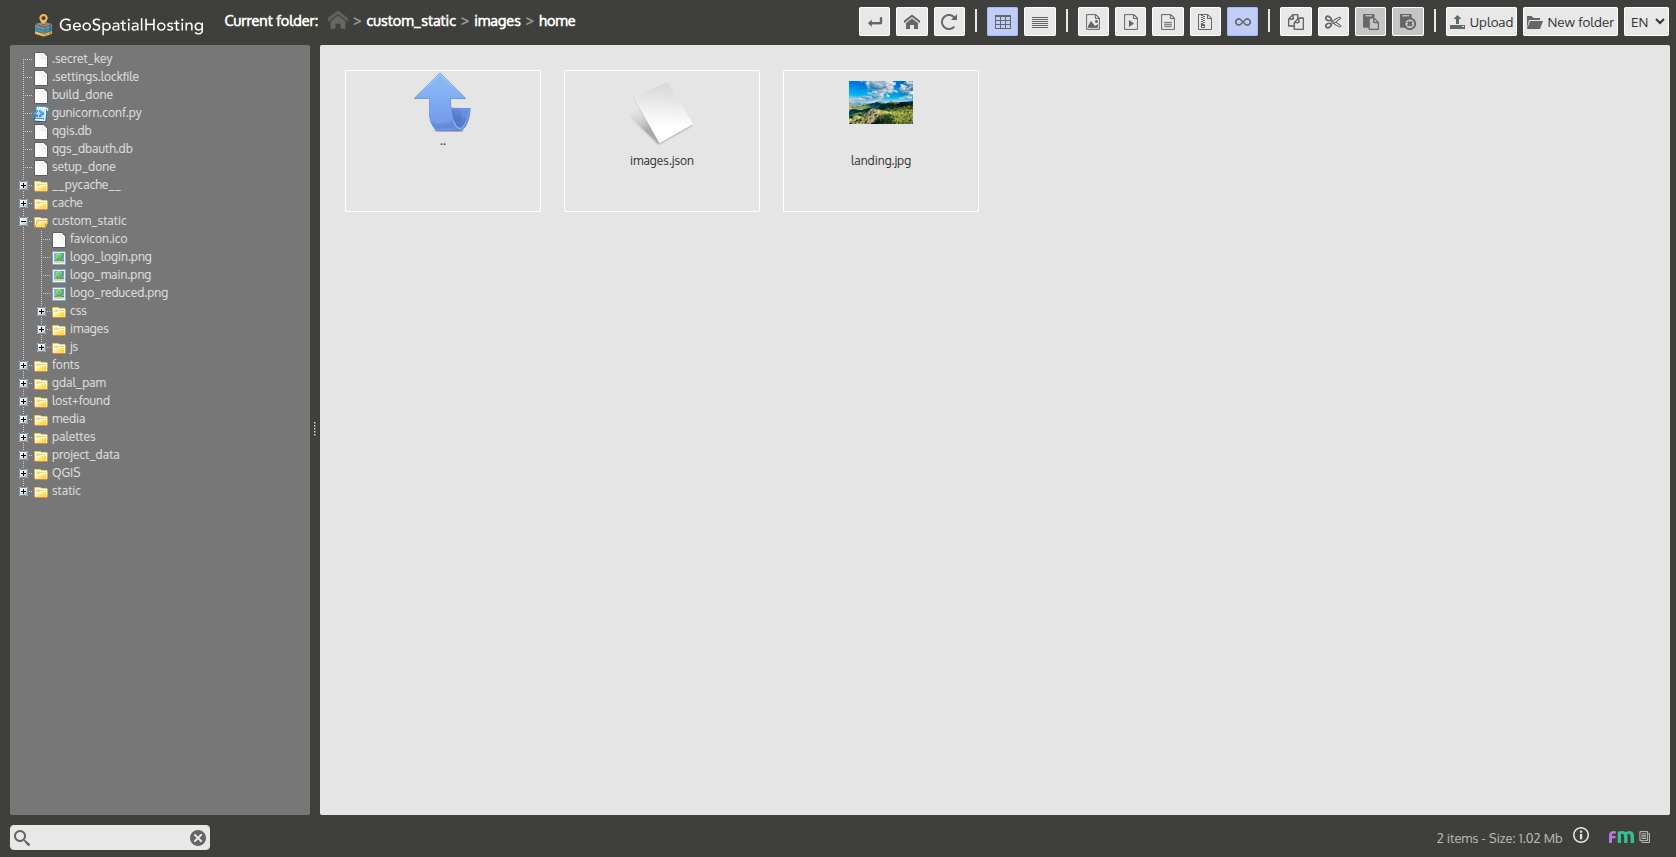 GeoSpatialHosting
Current folder: > custom_static > images > home
Upload
New folder
EN
.secret_key
.settings.lockfile
build_done
gunicorn.conf.py
qgis.db
qgs_dbauth.db
setup_done
__pycache__
cache
custom_static
favicon.ico
logo_login.png
logo_main.png
logo_reduced.png
css
images
js
fonts
gdal_pam
lost+found
media
palettes
project_data
QGIS
static
..
images.json
landing.jpg
2 items - Size: 1.02 Mb
Fm